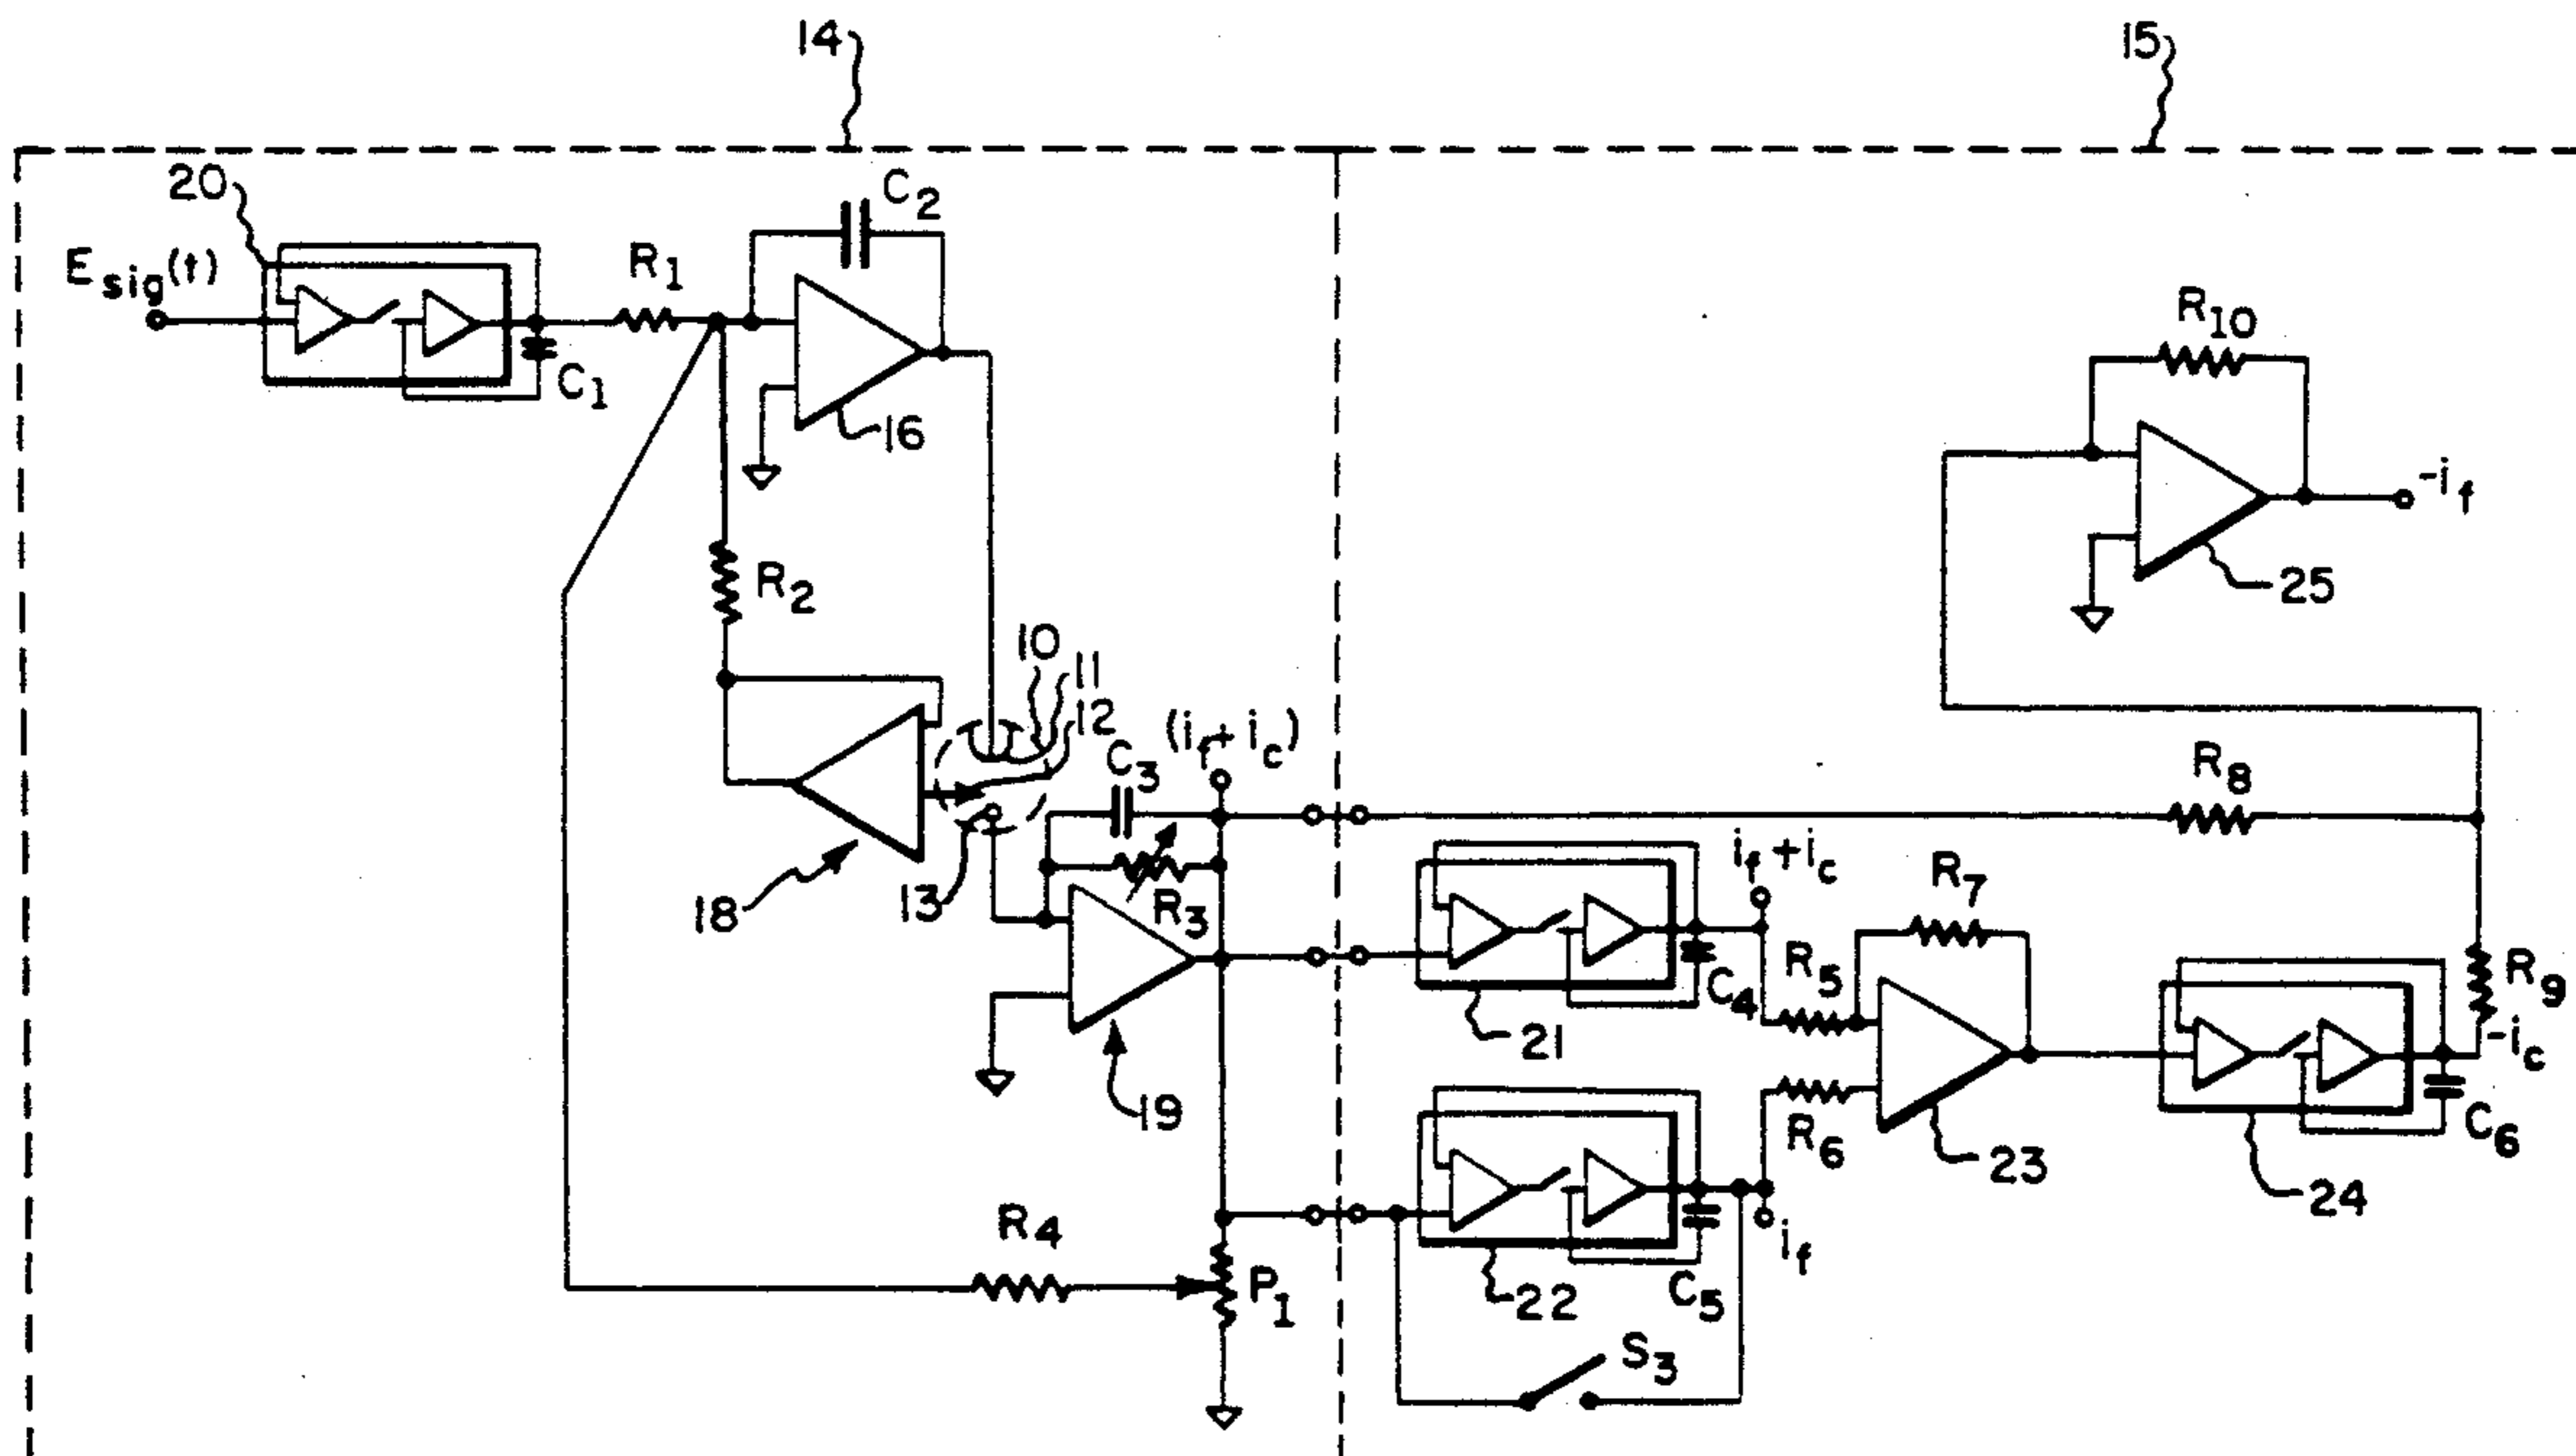 14
15
20
C2
E sig (t)
R1
C1
16
R10
-if
25
R2
10
11
12
(if + ic)
C3
R8
18
13
R3
if + ic
R7
R5
C4
21
R9
-ic
19
R6
23
C6
24
R4
P1
if
22
C5
S3